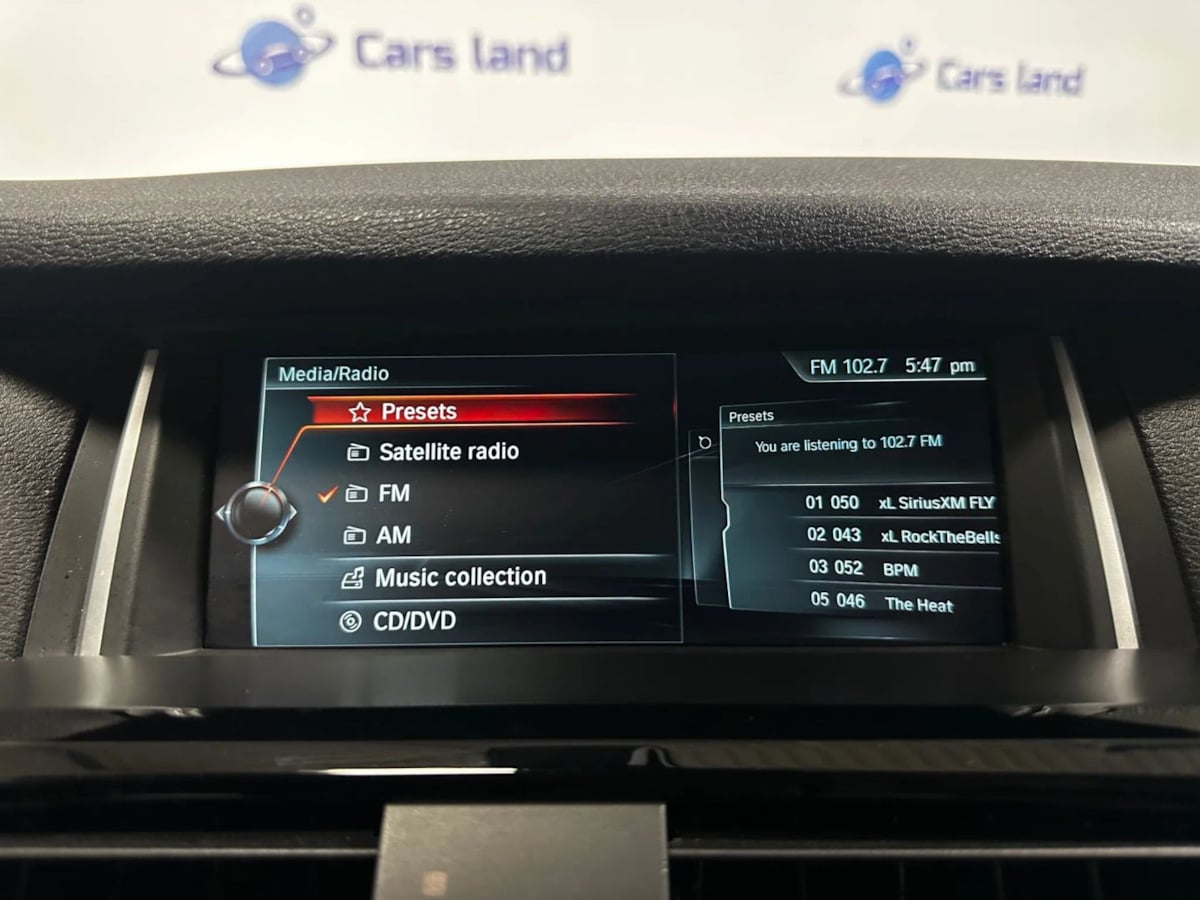 Cars land
Cars land
Media/Radio
Presets
Satellite radio
FM
AM
Music collection
CD/DVD
FM 102.7 5:47 pm
Presets
You are listening to 102.7 FM
01 050 xL SiriusXM FLY
02 043 xL RockTheBells
03 052 BPM
05 046 The Heat